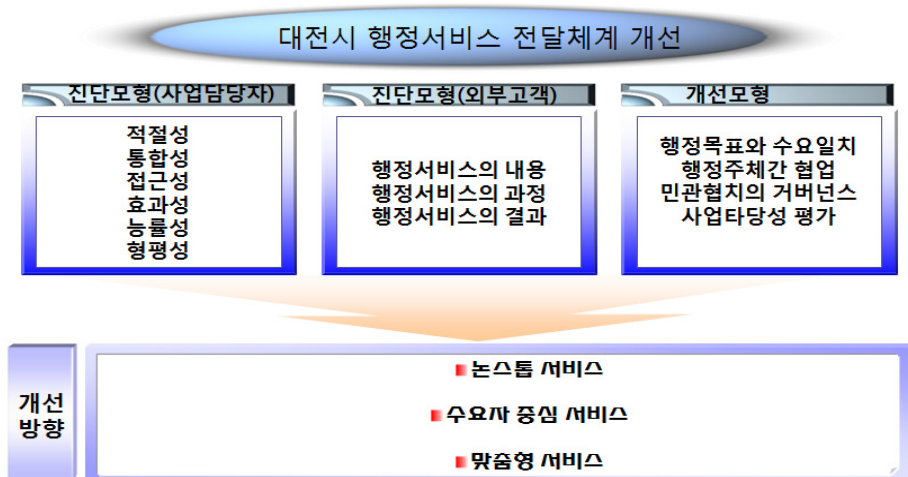 대전시 행정서비스 전달체계 개선
진단모형(사업담당자)
적절성
통합성
접근성
효과성
능률성
형평성
진단모형(외부고객)
행정서비스의 내용
행정서비스의 과정
행정서비스의 결과
개선모형
행정목표와 수요일치
행정주체간 협업
민관협치의 거버넌스
사업타당성 평가
개선
방향
논스톱 서비스
수요자 중심 서비스
맞춤형 서비스